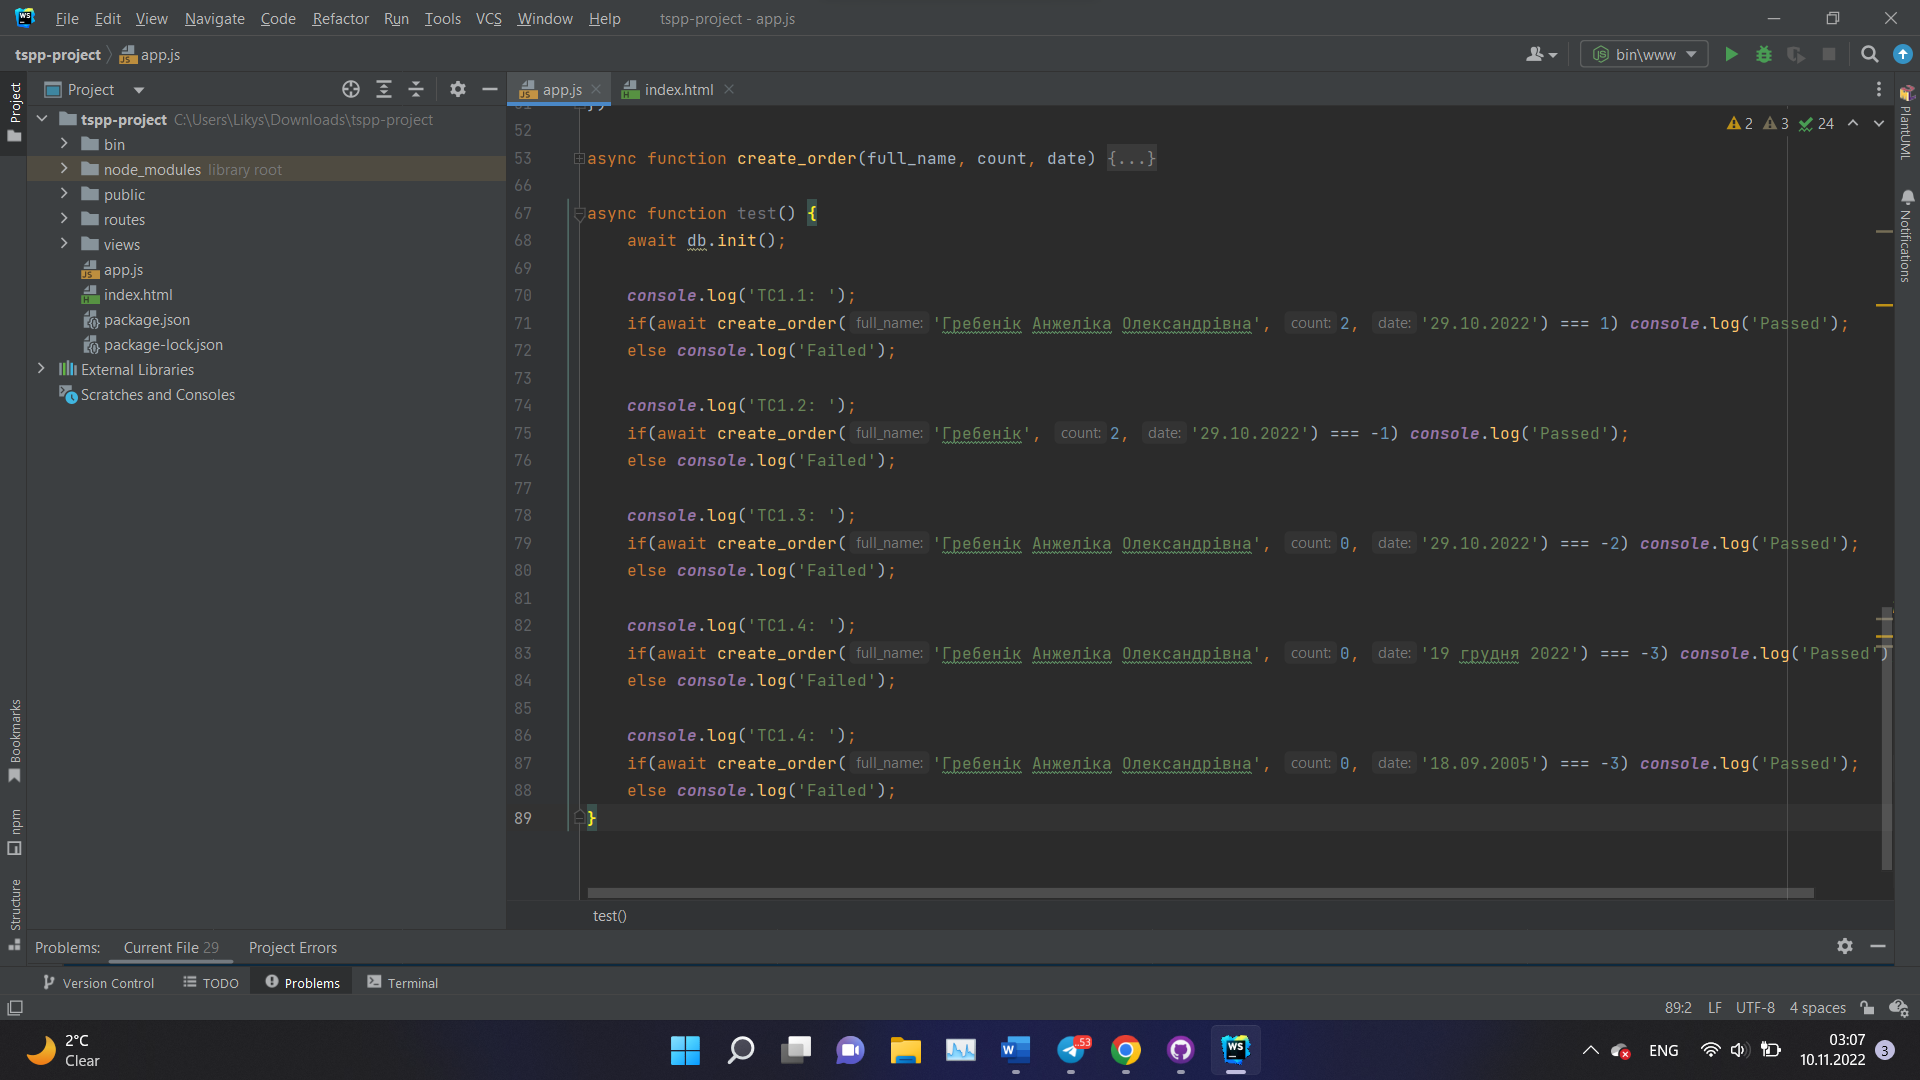 File Edit View Navigate Code Refactor Run Tools VCS Window Help tspp-project - app.js
tspp-project app.js
bin\www
Project
app.js
index.html
tspp-project C:\Users\Likys\Downloads\tspp-project
bin
node_modules library root
public
routes
views
app.js
index.html
package.json
package-lock.json
External Libraries
Scratches and Consoles
Project
Bookmarks
npm
Structure
2 3 24
52
53 async function create_order(full_name, count, date) {...}
66
67 async function test() {
68 await db.init();
69
70 console.log('TC1.1: ');
71 if(await create_order( full_name: 'Гребенік Анжеліка Олександрівна', count: 2, date: '29.10.2022') === 1) console.log('Passed');
72 else console.log('Failed');
73
74 console.log('TC1.2: ');
75 if(await create_order( full_name: 'Гребенік', count: 2, date: '29.10.2022') === -1) console.log('Passed');
76 else console.log('Failed');
77
78 console.log('TC1.3: ');
79 if(await create_order( full_name: 'Гребенік Анжеліка Олександрівна', count: 0, date: '29.10.2022') === -2) console.log('Passed');
80 else console.log('Failed');
81
82 console.log('TC1.4: ');
83 if(await create_order( full_name: 'Гребенік Анжеліка Олександрівна', count: 0, date: '19 грудня 2022') === -3) console.log('Passed')
84 else console.log('Failed');
85
86 console.log('TC1.4: ');
87 if(await create_order( full_name: 'Гребенік Анжеліка Олександрівна', count: 0, date: '18.09.2005') === -3) console.log('Passed');
88 else console.log('Failed');
89 }
test()
PlantUML
Notifications
Problems: Current File 29 Project Errors
Version Control TODO Problems Terminal
89:2 LF UTF-8 4 spaces
2°C
Clear
53
WS
ENG
03:07
10.11.2022
3